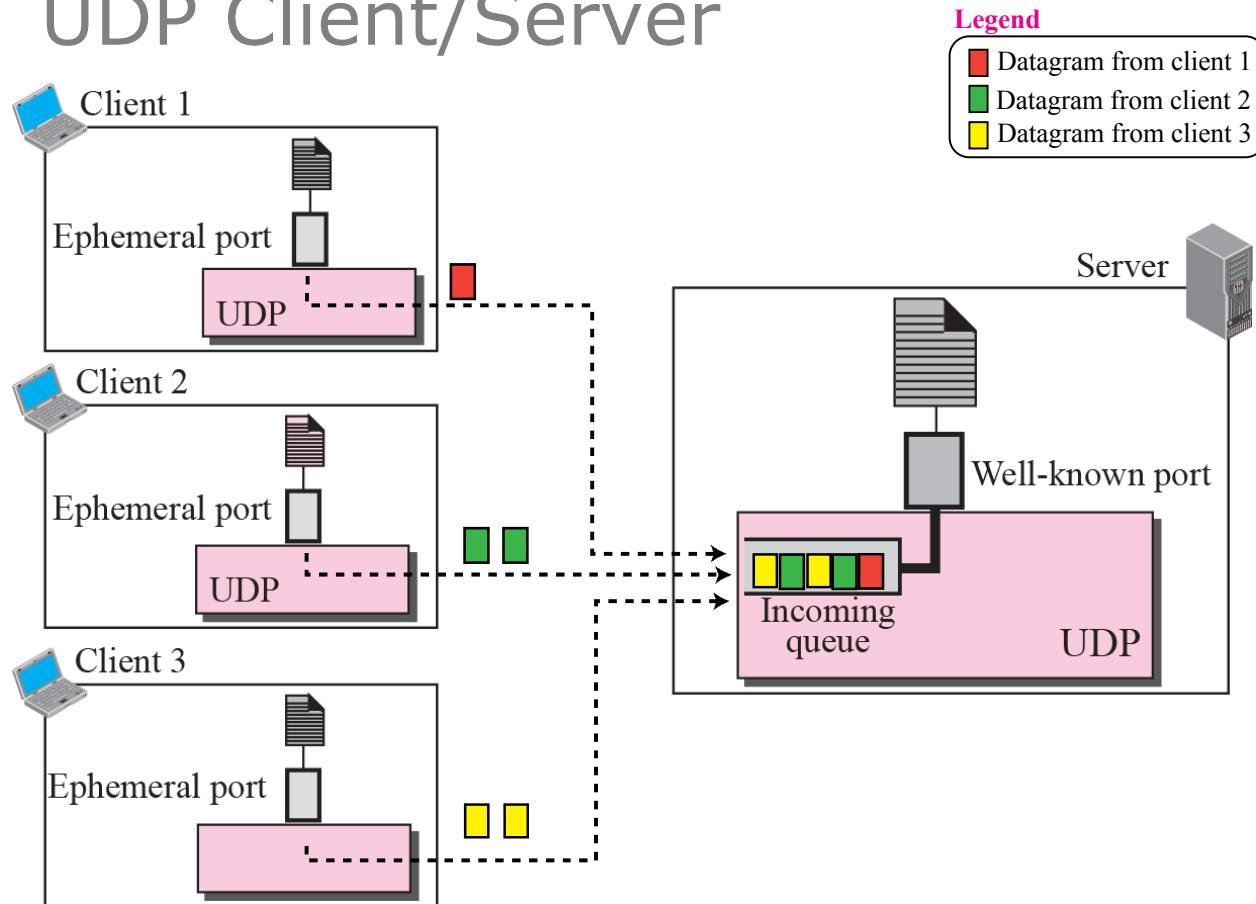 UDP Client/Server
Legend
Datagram from client 1
Datagram from client 2
Datagram from client 3
Client 1
Ephemeral port
UDP
Client 2
Ephemeral port
UDP
Client 3
Ephemeral port
Server
Well-known port
Incoming
queue
UDP